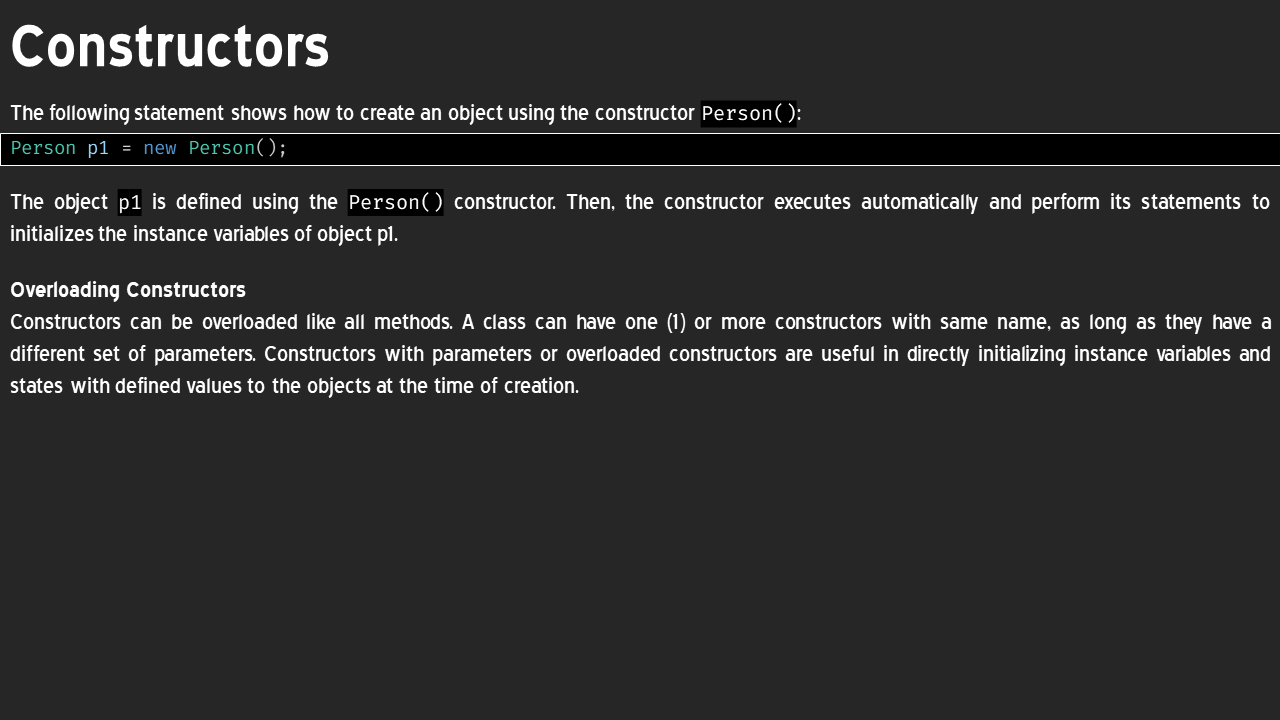 Constructors
The following statement shows how to create an object using the constructor Person():
Person p1 = new Person();
The object p1 is defined using the Person() constructor. Then, the constructor executes automatically and perform its statements to
initializes the instance variables of object p1.
Overloading Constructors
Constructors can be overloaded like all methods. A class can have one (1) or more constructors with same name, as long as they have a
different set of parameters. Constructors with parameters or overloaded constructors are useful in directly initializing instance variables and
states with defined values to the objects at the time of creation.